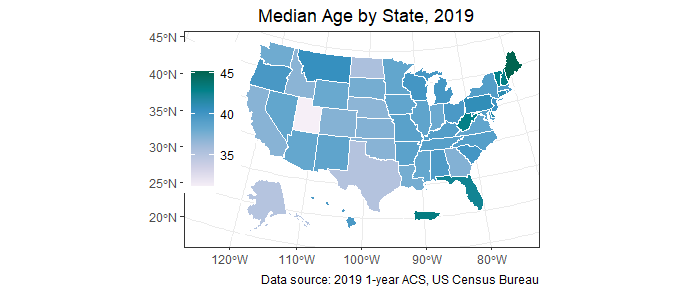 Median Age by State, 2019
45°N
40°N
35°N
30°N
25°N
20°N
45
40
35
120°W
110°W
100°W
90°W
80°W
Data source: 2019 1-year ACS, US Census Bureau